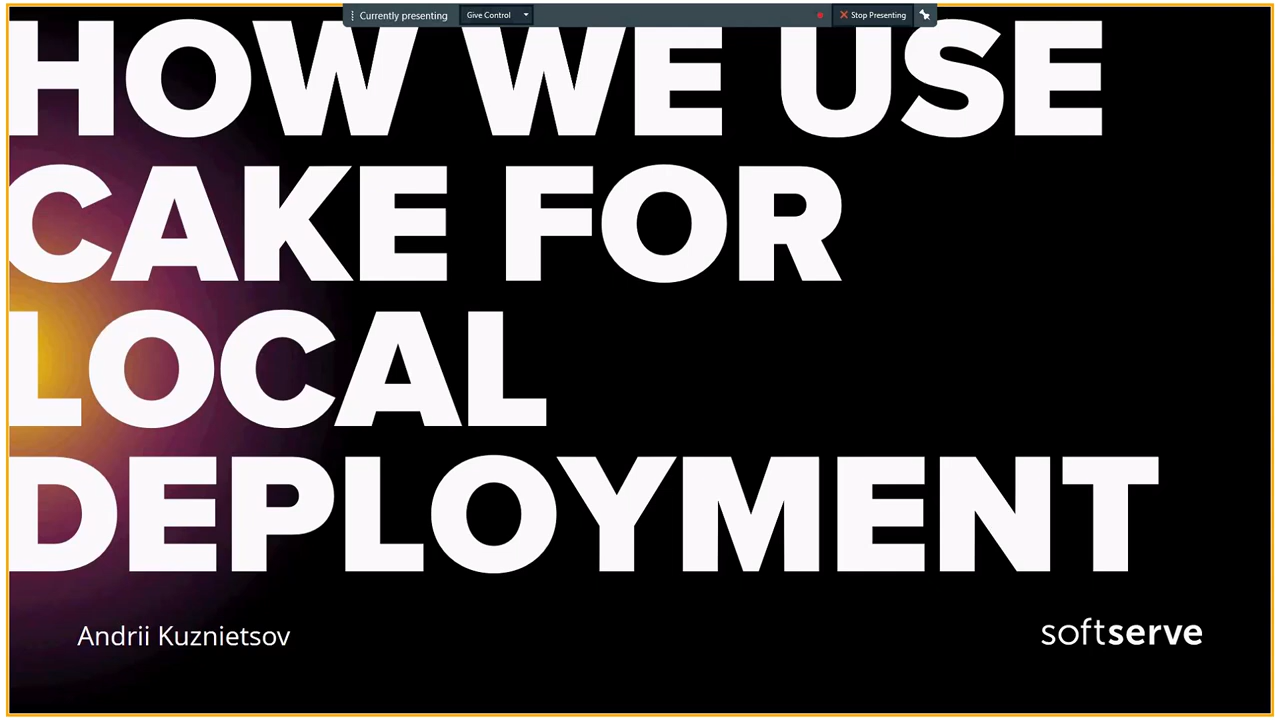 Currently presenting
Give Control
Stop Presenting
HOW WE USE
CAKE FOR
LOCAL
DEPLOYMENT
Andrii Kuznietsov
softserve